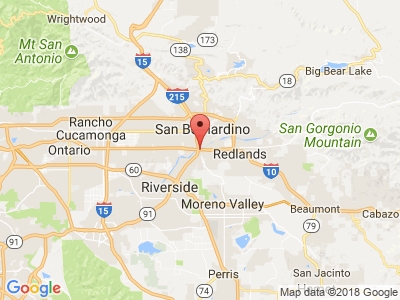 Wrightwood
Mt San
Antonio
15
138
173
18
Big Bear Lake
215
Rancho
Cucamonga
San Bernardino
San Gorgonio
Mountain
Ontario
Redlands
60
10
Riverside
Moreno Valley
15
91
Beaumont
Cabazo
79
91
74
Perris
San Jacinto
Google
Map data ©2018 Google